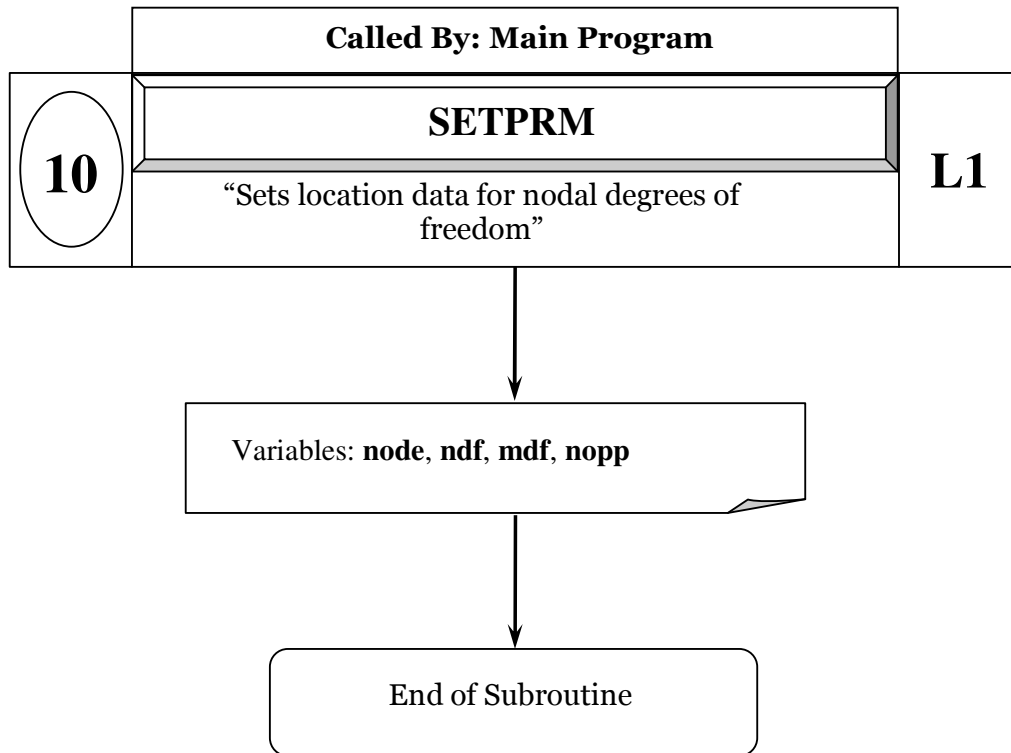 Called By: Main Program
SETPRM
10
L1
“Sets location data for nodal degrees of
freedom”
Variables: node, ndf, mdf, nopp
End of Subroutine